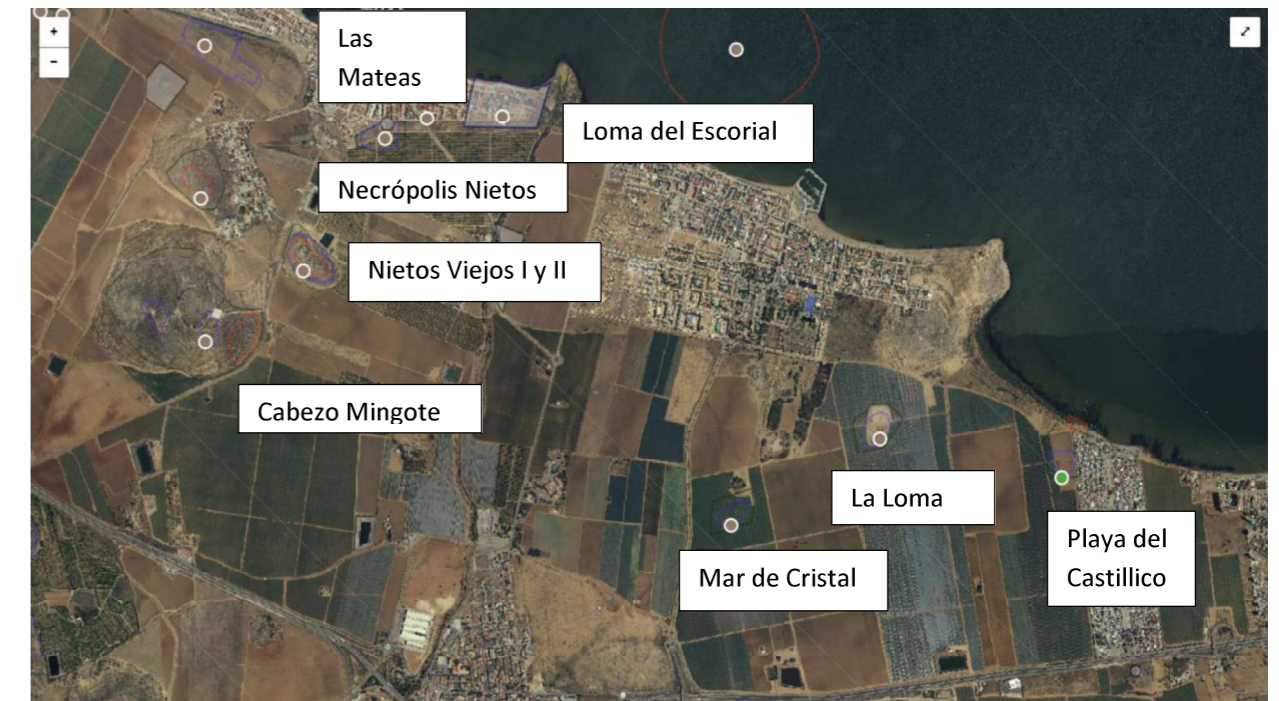 +
-
Las
Mateas
Loma del Escorial
Necrópolis Nietos
Nietos Viejos I y II
Cabezo Mingote
La Loma
Mar de Cristal
Playa del
Castillico